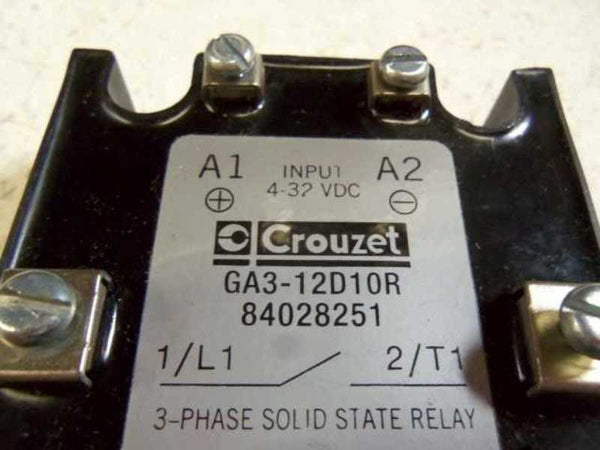 A1 INPUT A2
4-32 VDC
Crouzet
GA3-12D10R
84028251
1/L1 2/T1
3-PHASE SOLID STATE RELAY